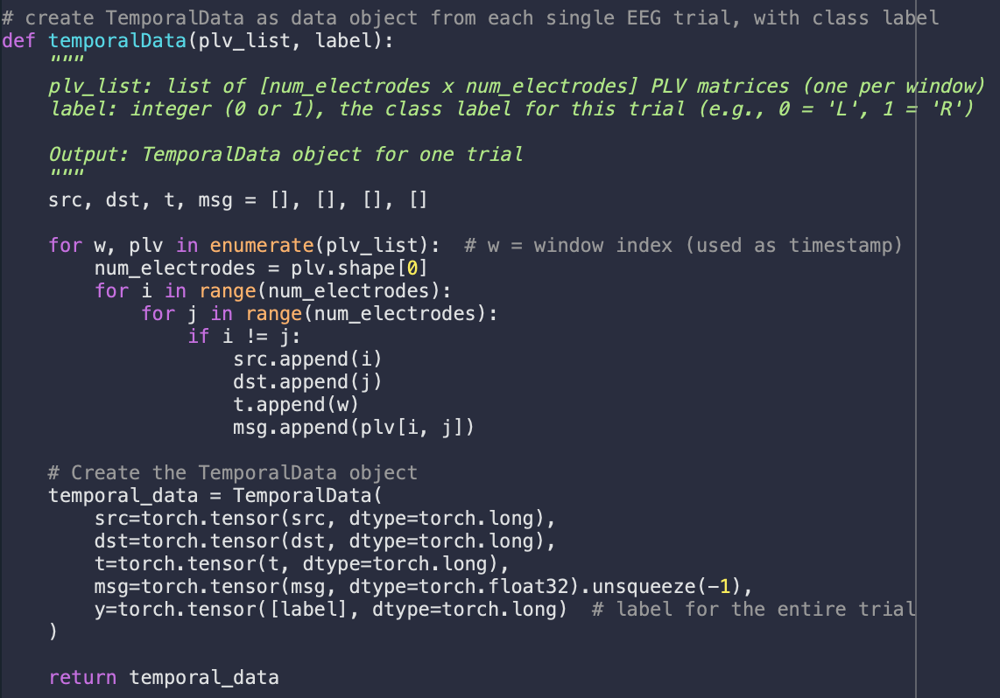 # create TemporalData as data object from each single EEG trial, with class label
def temporalData(plv_list, label):
    """
    plv_list: list of [num_electrodes x num_electrodes] PLV matrices (one per window)
    label: integer (0 or 1), the class label for this trial (e.g., 0 = 'L', 1 = 'R')

    Output: TemporalData object for one trial
    """
    src, dst, t, msg = [], [], [], []

    for w, plv in enumerate(plv_list):  # w = window index (used as timestamp)
        num_electrodes = plv.shape[0]
        for i in range(num_electrodes):
            for j in range(num_electrodes):
                if i != j:
                    src.append(i)
                    dst.append(j)
                    t.append(w)
                    msg.append(plv[i, j])

    # Create the TemporalData object
    temporal_data = TemporalData(
        src=torch.tensor(src, dtype=torch.long),
        dst=torch.tensor(dst, dtype=torch.long),
        t=torch.tensor(t, dtype=torch.long),
        msg=torch.tensor(msg, dtype=torch.float32).unsqueeze(-1),
        y=torch.tensor([label], dtype=torch.long)  # label for the entire trial
    )

    return temporal_data